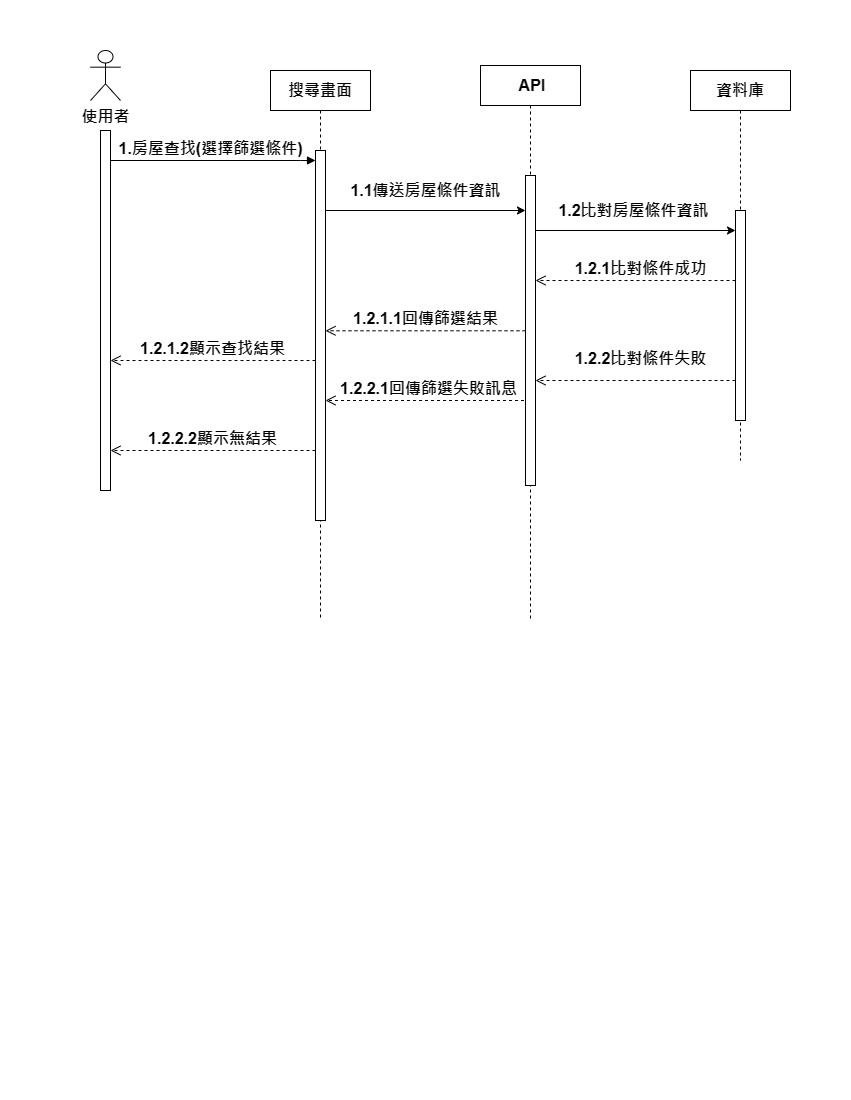 使用者
搜尋畫面
API
資料庫
1.房屋查找(選擇篩選條件)
1.1傳送房屋條件資訊
1.2比對房屋條件資訊
1.2.1比對條件成功
1.2.1.1回傳篩選結果
1.2.1.2顯示查找結果
1.2.2比對條件失敗
1.2.2.1回傳篩選失敗訊息
1.2.2.2顯示無結果